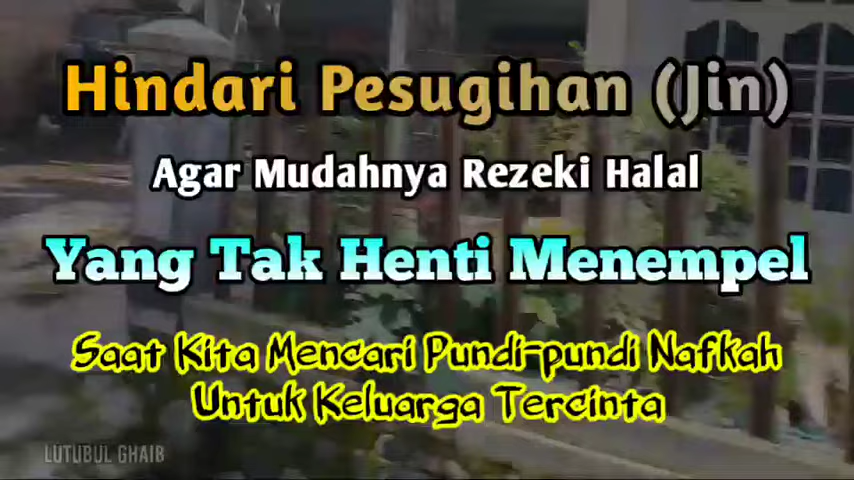 Hindari Pesugihan (Jin)
Agar Mudahnya Rezeki Halal
Yang Tak Henti Menempel
Saat Kita Mencari Pundi-pundi Nafkah
Untuk Keluarga Tercinta
LUTUBUL GHAIB